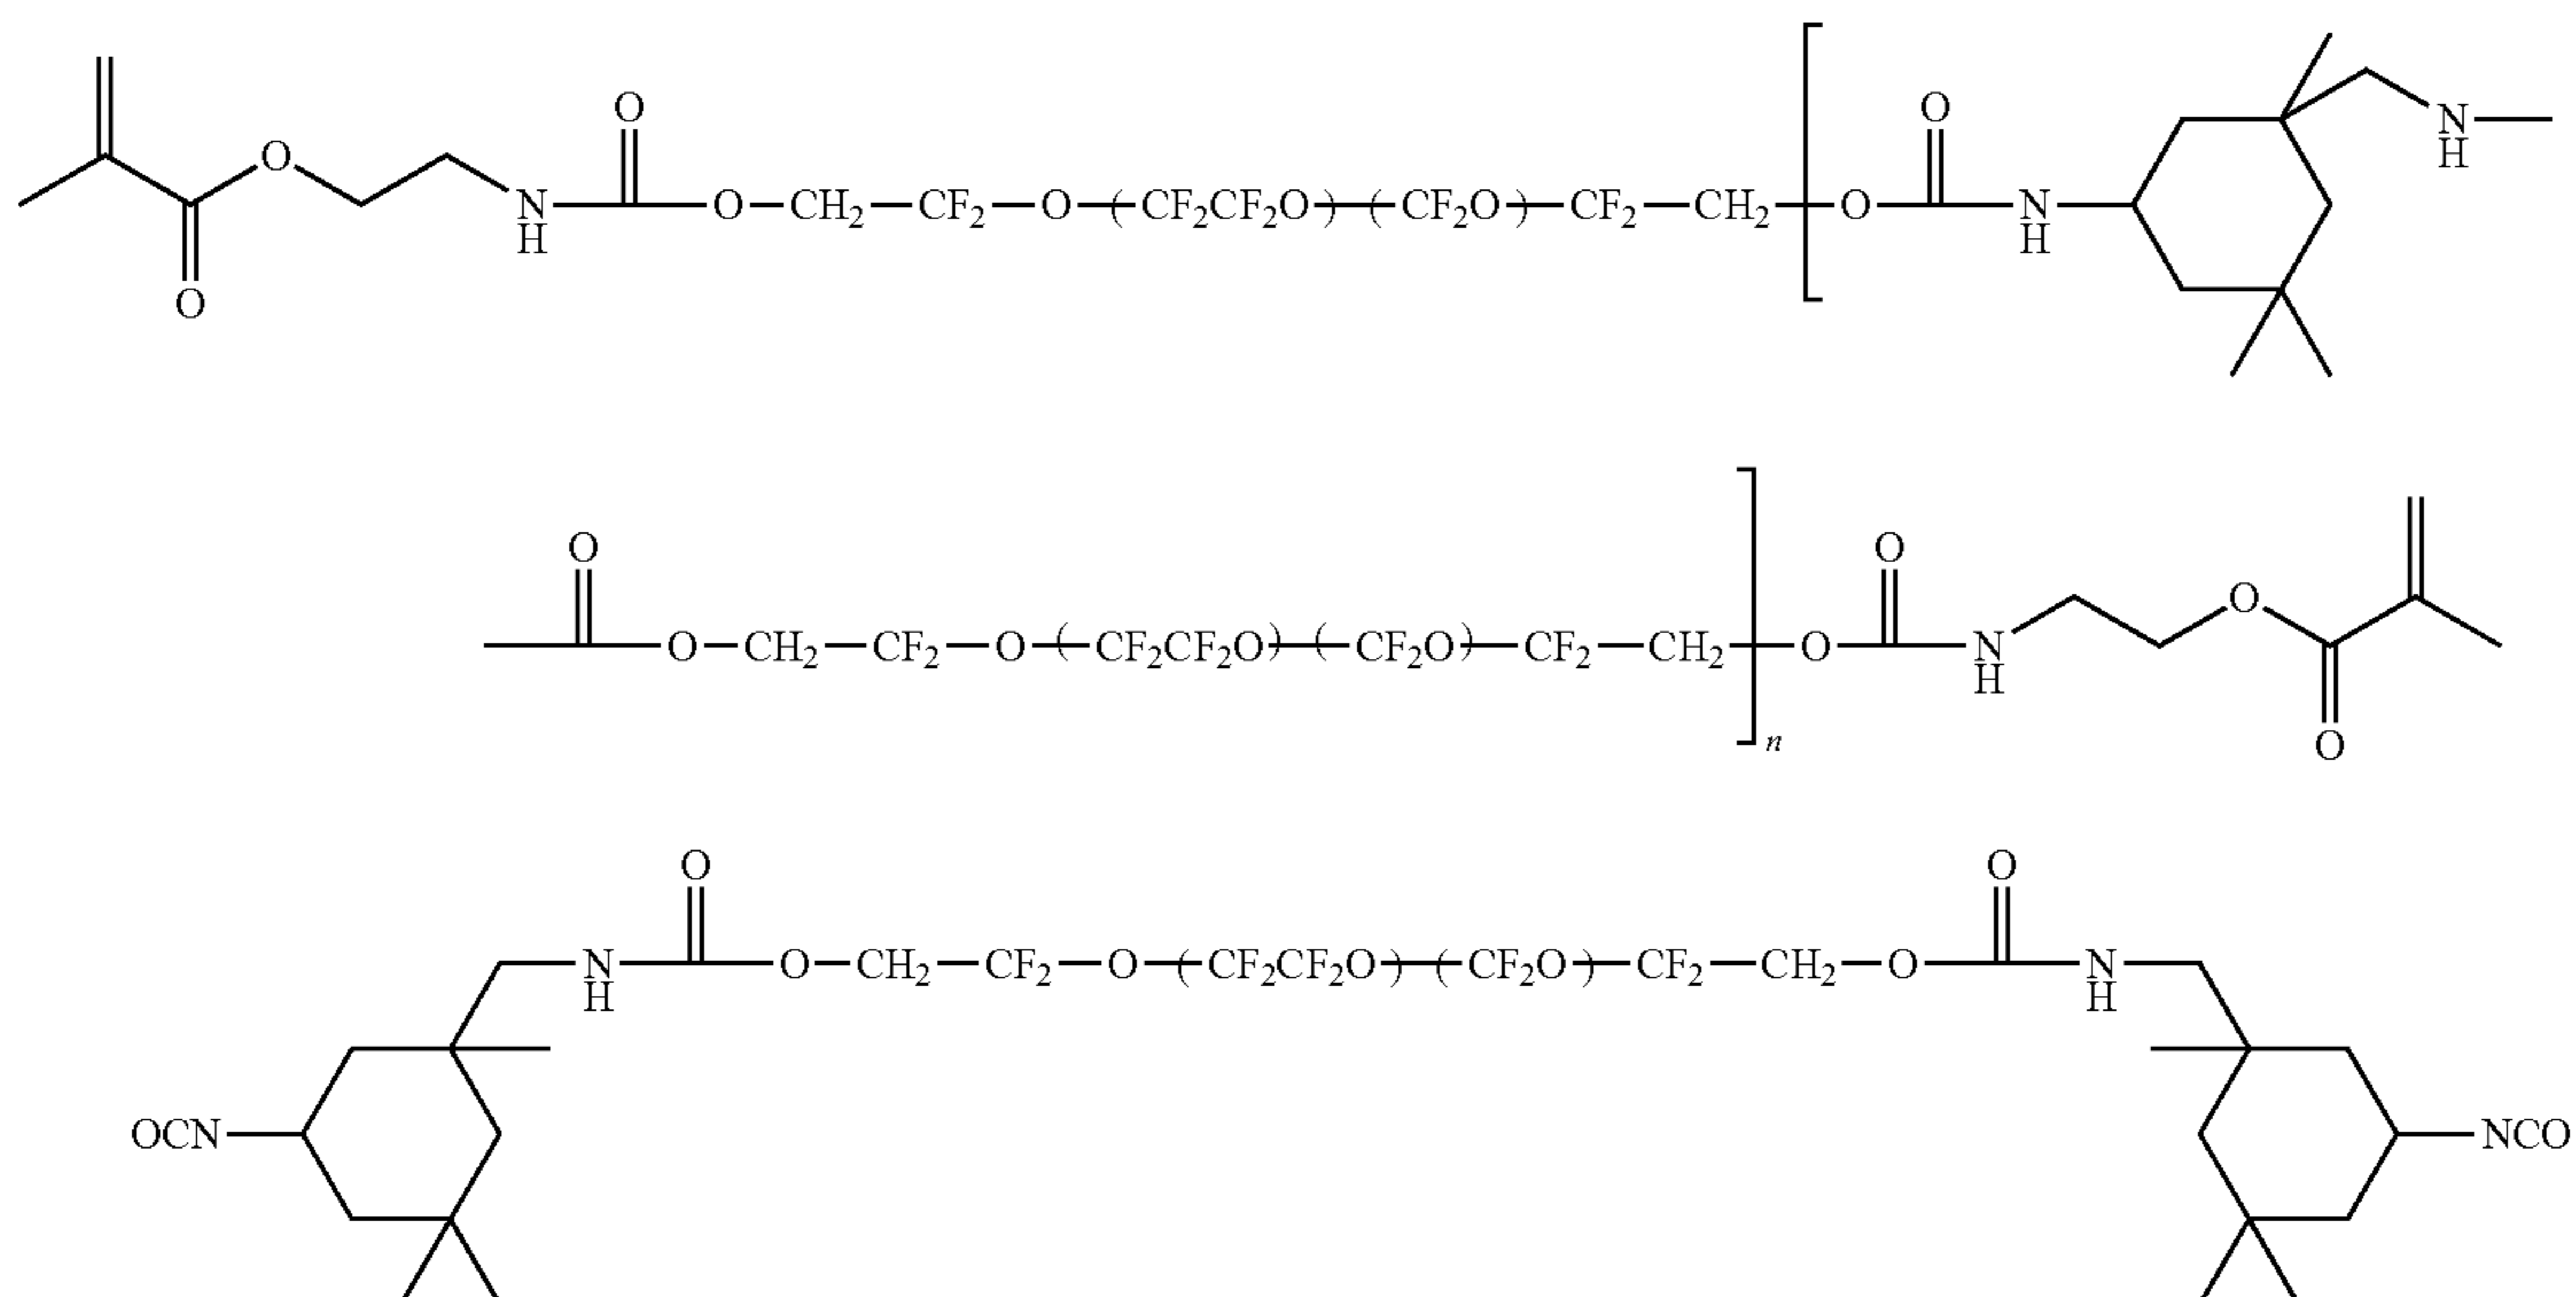 O O
O N H O—CH₂—CF₂—O—(CF₂CF₂O)—(CF₂O)—CF₂—CH₂ O N H N H
O
O O
O—CH₂—CF₂—O—(CF₂CF₂O)—(CF₂O)—CF₂—CH₂ n O N H O
O
O O
N H O—CH₂—CF₂—O—(CF₂CF₂O)—(CF₂O)—CF₂—CH₂—O N H
OCN NCO